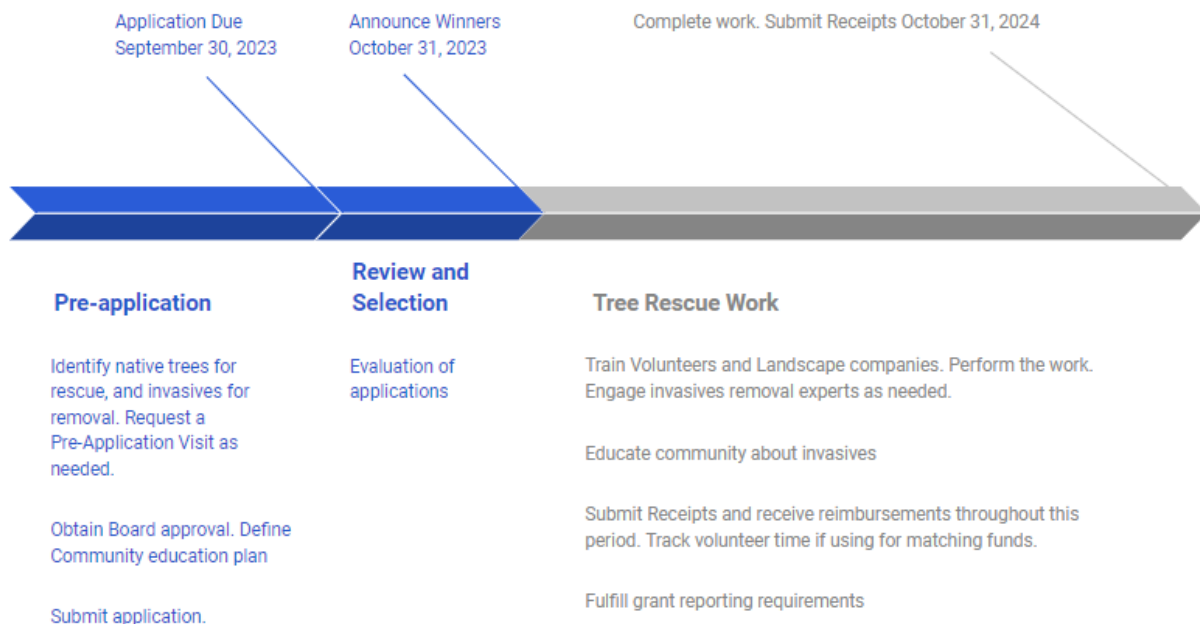 Application Due
September 30, 2023
Announce Winners
October 31, 2023
Complete work. Submit Receipts October 31, 2024
Pre-application
Identify native trees for
rescue, and invasives for
removal. Request a
Pre-Application Visit as
needed.
Obtain Board approval. Define
Community education plan
Submit application.
Review and
Selection
Evaluation of
applications
Tree Rescue Work
Train Volunteers and Landscape companies. Perform the work.
Engage invasives removal experts as needed.
Educate community about invasives
Submit Receipts and receive reimbursements throughout this
period. Track volunteer time if using for matching funds.
Fulfill grant reporting requirements